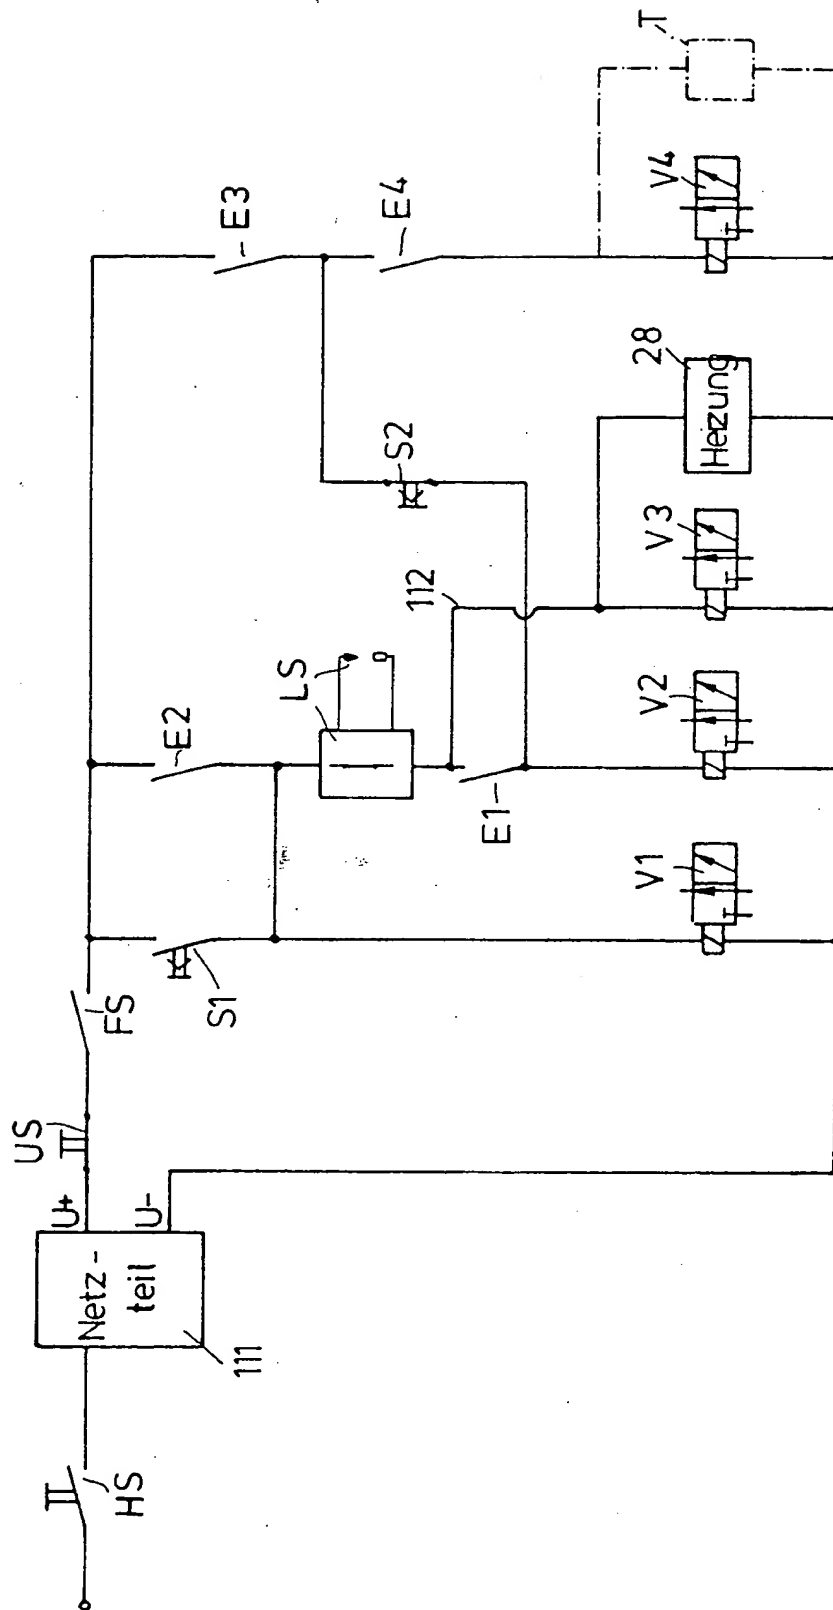 HS
Netz-
teil
111
U+
U-
US
FS
S1
E2
LS
E1
112
S2
E3
E4
V1
V2
V3
28
Heizung
V4
T